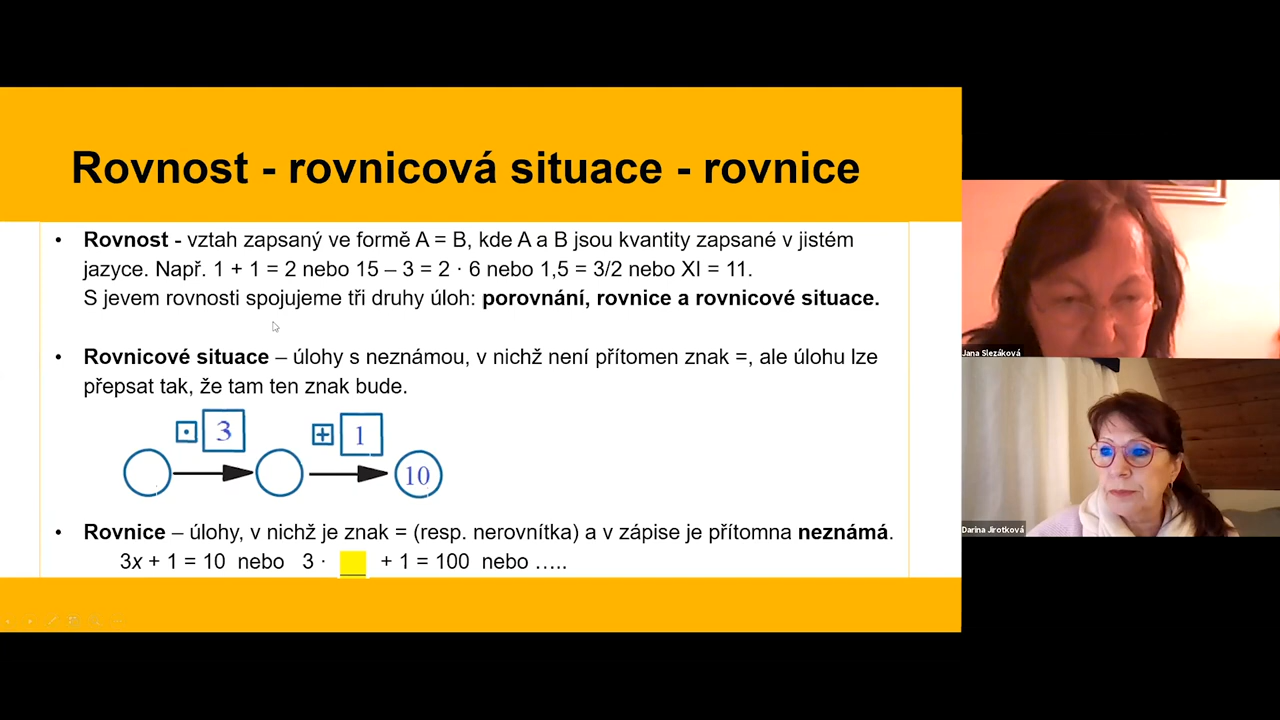 Rovnost - rovnicová situace - rovnice
• Rovnost - vztah zapsaný ve formě A = B, kde A a B jsou kvantity zapsané v jistém
jazyce. Např. 1 + 1 = 2 nebo 15 – 3 = 2 · 6 nebo 1,5 = 3/2 nebo XI = 11.
S jevem rovnosti spojujeme tři druhy úloh: porovnání, rovnice a rovnicové situace.
• Rovnicové situace – úlohy s neznámou, v nichž není přítomen znak =, ale úlohu lze
přepsat tak, že tam ten znak bude.
· 3 + 1
10
• Rovnice – úlohy, v nichž je znak = (resp. nerovnítka) a v zápise je přítomna neznámá.
3x + 1 = 10 nebo 3 · __ + 1 = 100 nebo …..
Jana Slezáková
Darina Jirotková